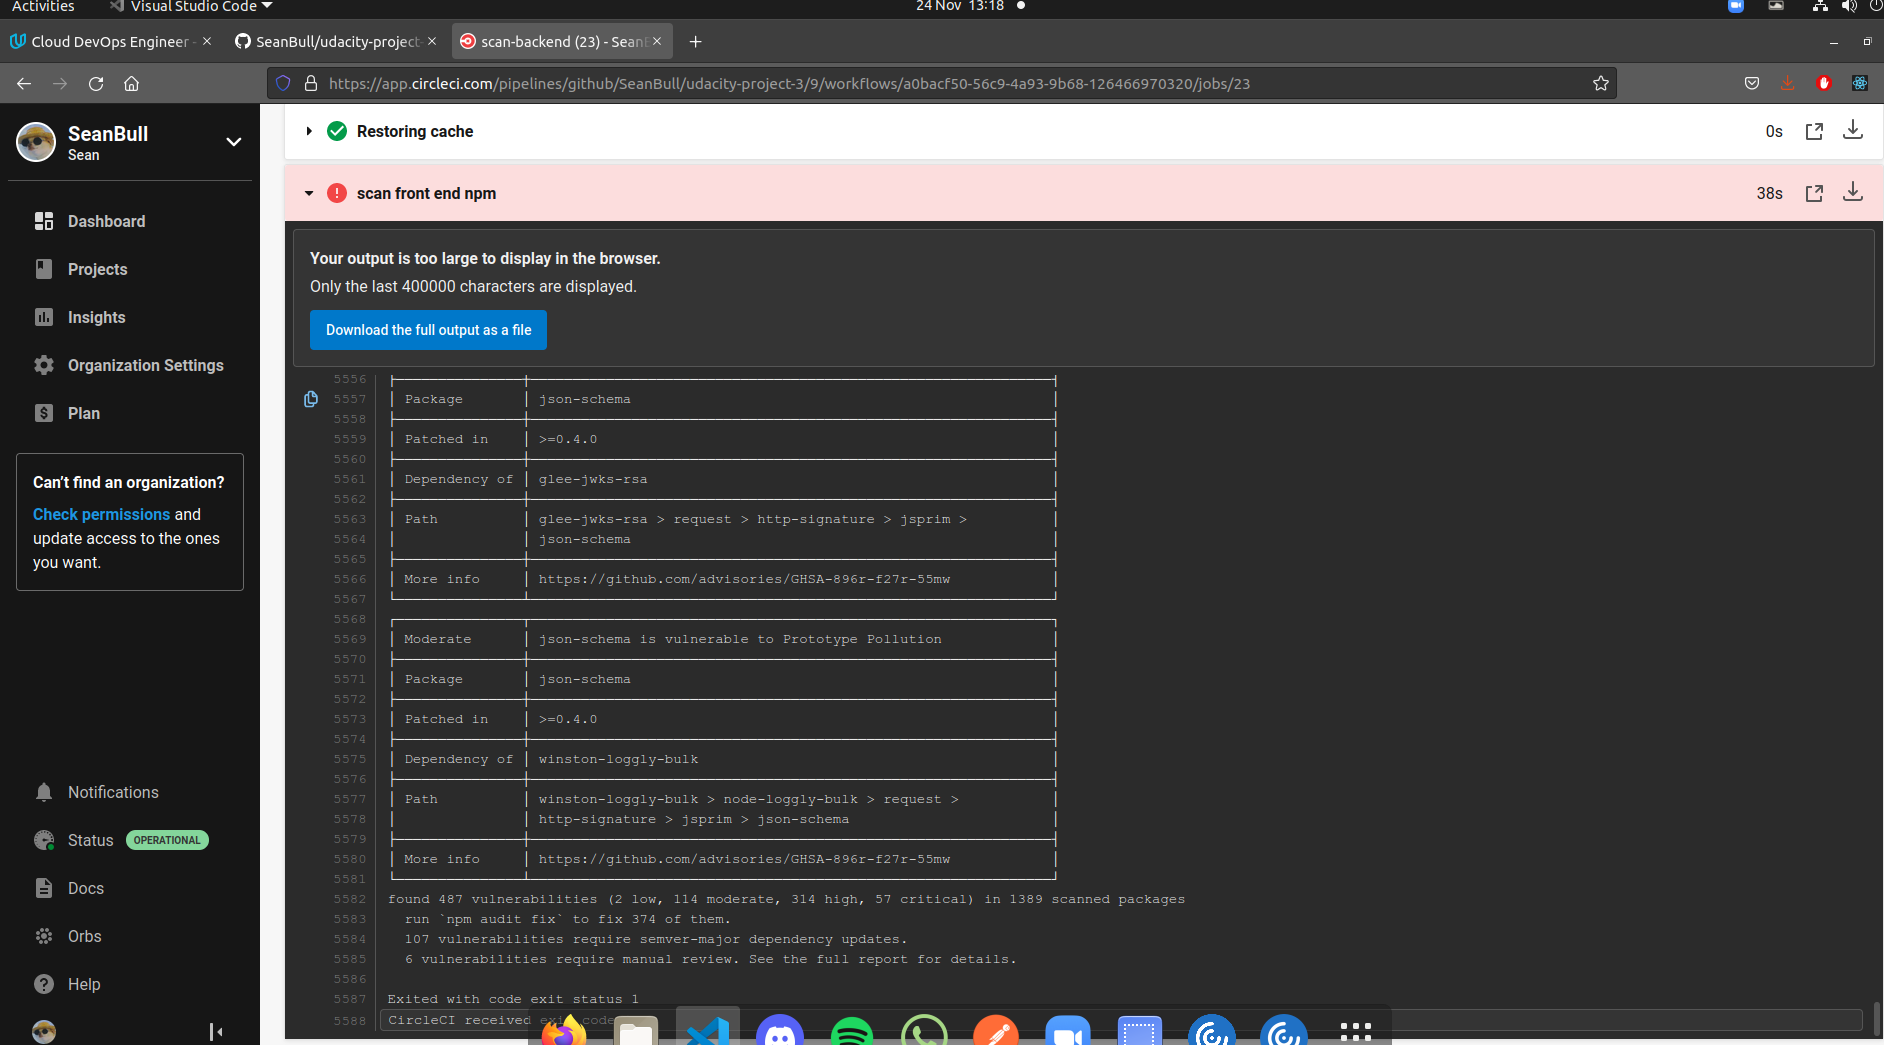 Activities
Visual Studio Code
24 Nov 13:18
Cloud DevOps Engineer -
SeanBull/udacity-project-
scan-backend (23) - SeanB
https://app.circleci.com/pipelines/github/SeanBull/udacity-project-3/9/workflows/a0bacf50-56c9-4a93-9b68-126466970320/jobs/23
SeanBull
Sean
Dashboard
Projects
Insights
Organization Settings
Plan
Can't find an organization?
Check permissions and
update access to the ones
you want.
Notifications
Status OPERATIONAL
Docs
Orbs
Help
Restoring cache 0s
scan front end npm 38s
Your output is too large to display in the browser.
Only the last 400000 characters are displayed.
Download the full output as a file
5556
5557 Package json-schema
5558
5559 Patched in >=0.4.0
5560
5561 Dependency of glee-jwks-rsa
5562
5563 Path glee-jwks-rsa > request > http-signature > jsprim >
5564 json-schema
5565
5566 More info https://github.com/advisories/GHSA-896r-f27r-55mw
5567
5568
5569 Moderate json-schema is vulnerable to Prototype Pollution
5570
5571 Package json-schema
5572
5573 Patched in >=0.4.0
5574
5575 Dependency of winston-loggly-bulk
5576
5577 Path winston-loggly-bulk > node-loggly-bulk > request >
5578 http-signature > jsprim > json-schema
5579
5580 More info https://github.com/advisories/GHSA-896r-f27r-55mw
5581
5582 found 487 vulnerabilities (2 low, 114 moderate, 314 high, 57 critical) in 1389 scanned packages
5583 run `npm audit fix` to fix 374 of them.
5584 107 vulnerabilities require semver-major dependency updates.
5585 6 vulnerabilities require manual review. See the full report for details.
5586
5587 Exited with code exit status 1
5588 CircleCI received exit code